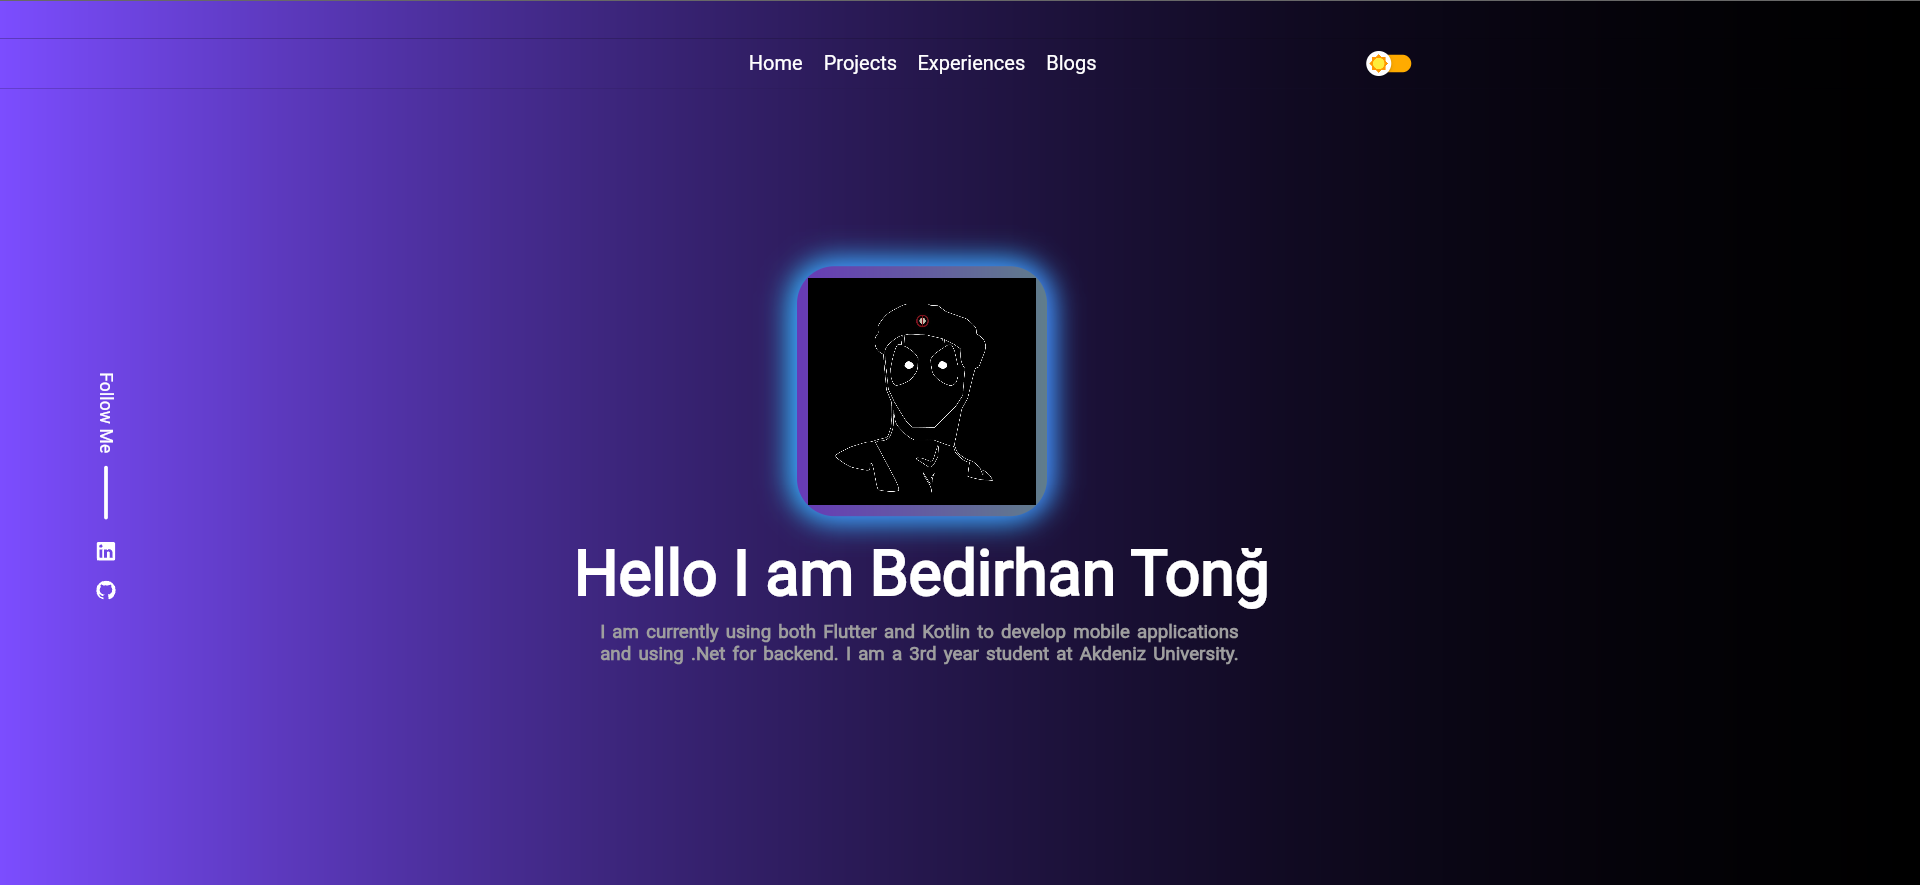 Home Projects Experiences Blogs
Follow Me
Hello I am Bedirhan Tonğ
I am currently using both Flutter and Kotlin to develop mobile applications
and using .Net for backend. I am a 3rd year student at Akdeniz University.